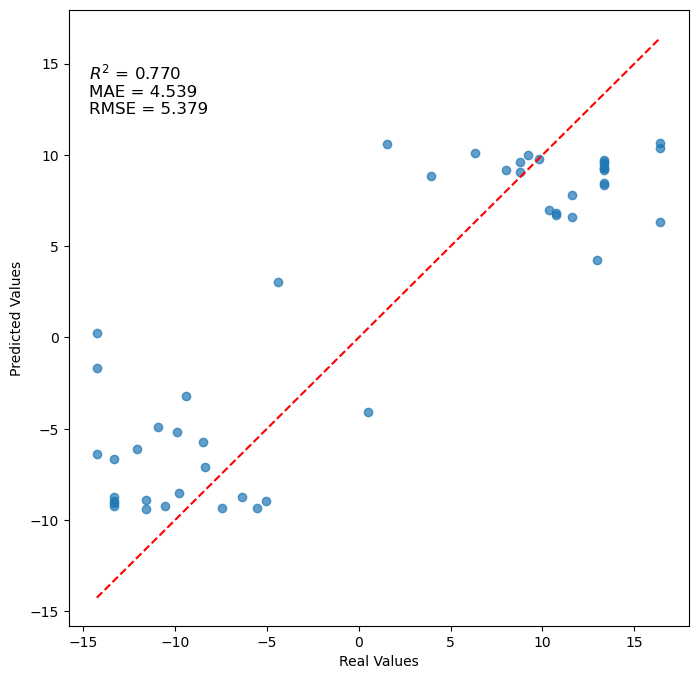 R² = 0.770
MAE = 4.539
RMSE = 5.379
15
10
5
0
−5
−10
−15
Predicted Values
−15 −10 −5 0 5 10 15
Real Values